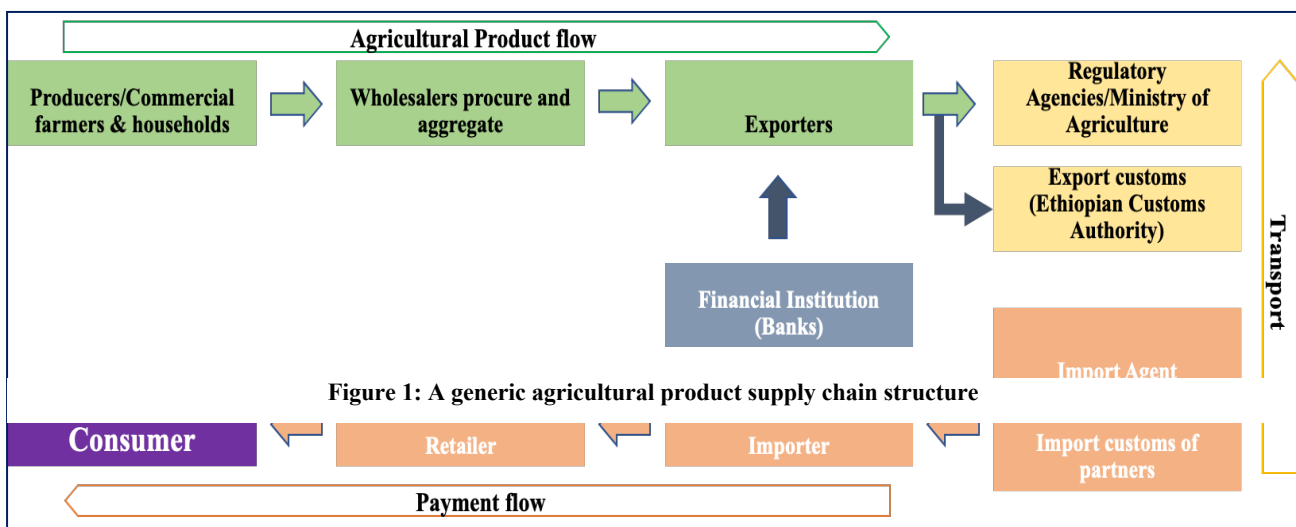 Agricultural Product flow
Producers/Commercial
farmers & households
Wholesalers procure and
aggregate
Exporters
Regulatory
Agencies/Ministry of
Agriculture
Export customs
(Ethiopian Customs
Authority)
Transport
Financial Institution
(Banks)
Import Agent
Figure 1: A generic agricultural product supply chain structure
Consumer
Retailer
Importer
Import customs of
partners
Payment flow